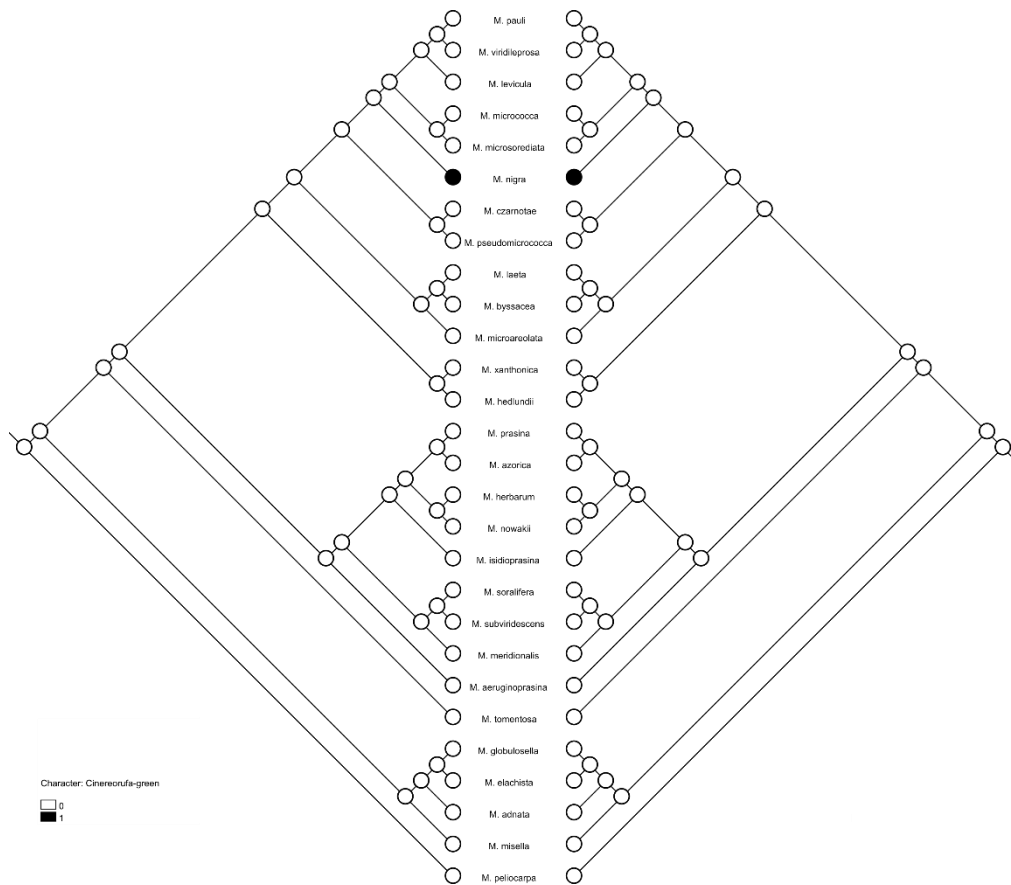 M. pauli
M. viridileprosa
M. levicula
M. micrococca
M. microsorediata
M. nigra
M. czarnotae
M. pseudomicrococca
M. laeta
M. byssacea
M. microareolata
M. xanthonica
M. hedlundii
M. prasina
M. azorica
M. herbarum
M. nowakii
M. isidioprasina
M. soralifera
M. subviridescens
M. meridionalis
M. aeruginoprasina
M. tomentosa
M. globulosella
M. elachista
M. adnata
M. misella
M. peliocarpa
Character: Cinereorufa-green
0
1